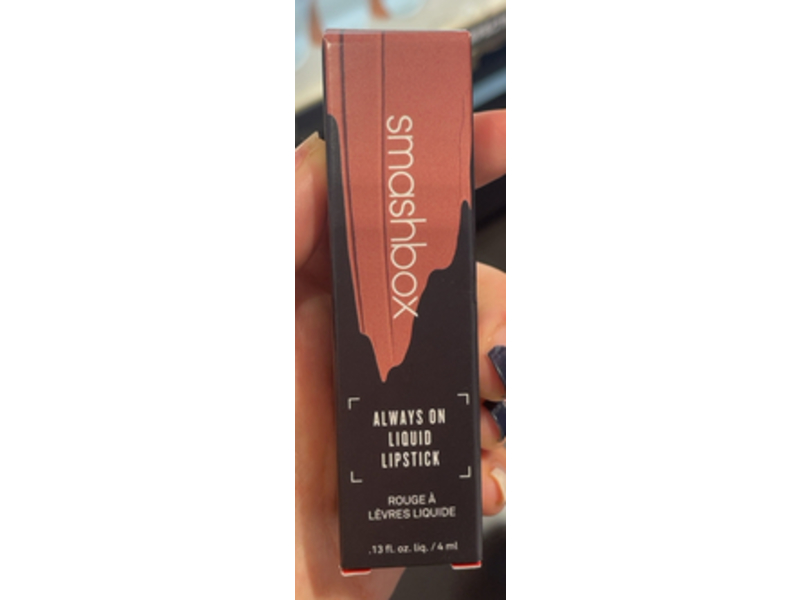 smashbox
ALWAYS ON
LIQUID
LIPSTICK
ROUGE À
LÈVRES LIQUIDE
.13 fl. oz. liq. / 4 ml